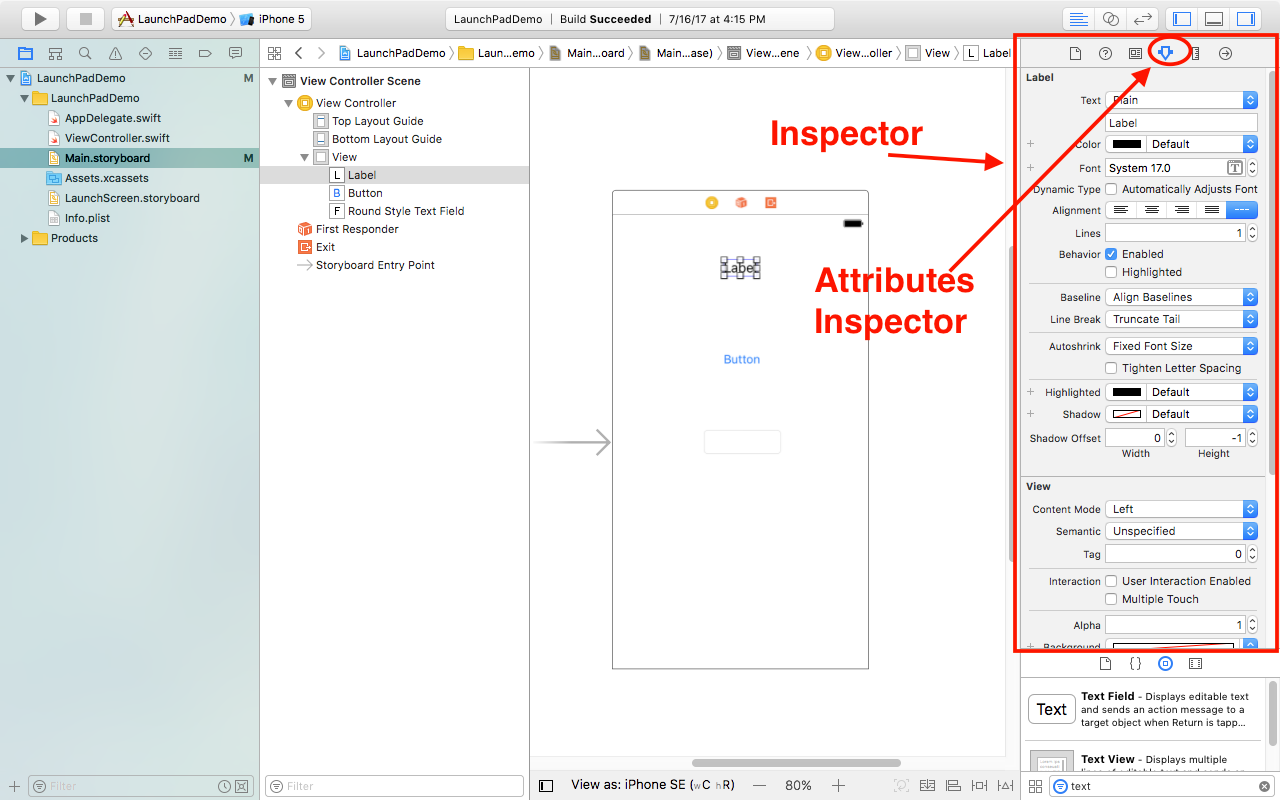 LaunchPadDemo
iPhone 5
LaunchPadDemo | Build Succeeded | 7/16/17 at 4:15 PM
LaunchPadDemo
Laun...emo
Main...oard
Main...ase)
View...ene
View...oller
View
L Label
LaunchPadDemo M
LaunchPadDemo
AppDelegate.swift
ViewController.swift
Main.storyboard M
Assets.xcassets
LaunchScreen.storyboard
Info.plist
Products
Filter
View Controller Scene
View Controller
Top Layout Guide
Bottom Layout Guide
View
L Label
B Button
F Round Style Text Field
First Responder
Exit
Storyboard Entry Point
Filter
Inspector
Label
Attributes
Inspector
Button
View as: iPhone SE (wC hR)
80%
Label
Text Plain
Label
Color Default
Font System 17.0 T
Dynamic Type Automatically Adjusts Font
Alignment
Lines 1
Behavior Enabled
Highlighted
Baseline Align Baselines
Line Break Truncate Tail
Autoshrink Fixed Font Size
Tighten Letter Spacing
Highlighted Default
Shadow Default
Shadow Offset 0 -1
Width Height
View
Content Mode Left
Semantic Unspecified
Tag 0
Interaction User Interaction Enabled
Multiple Touch
Alpha 1
Background
{}
Text
Text Field - Displays editable text
and sends an action message to a
target object when Return is tapp...
Text View - Displays multiple
text